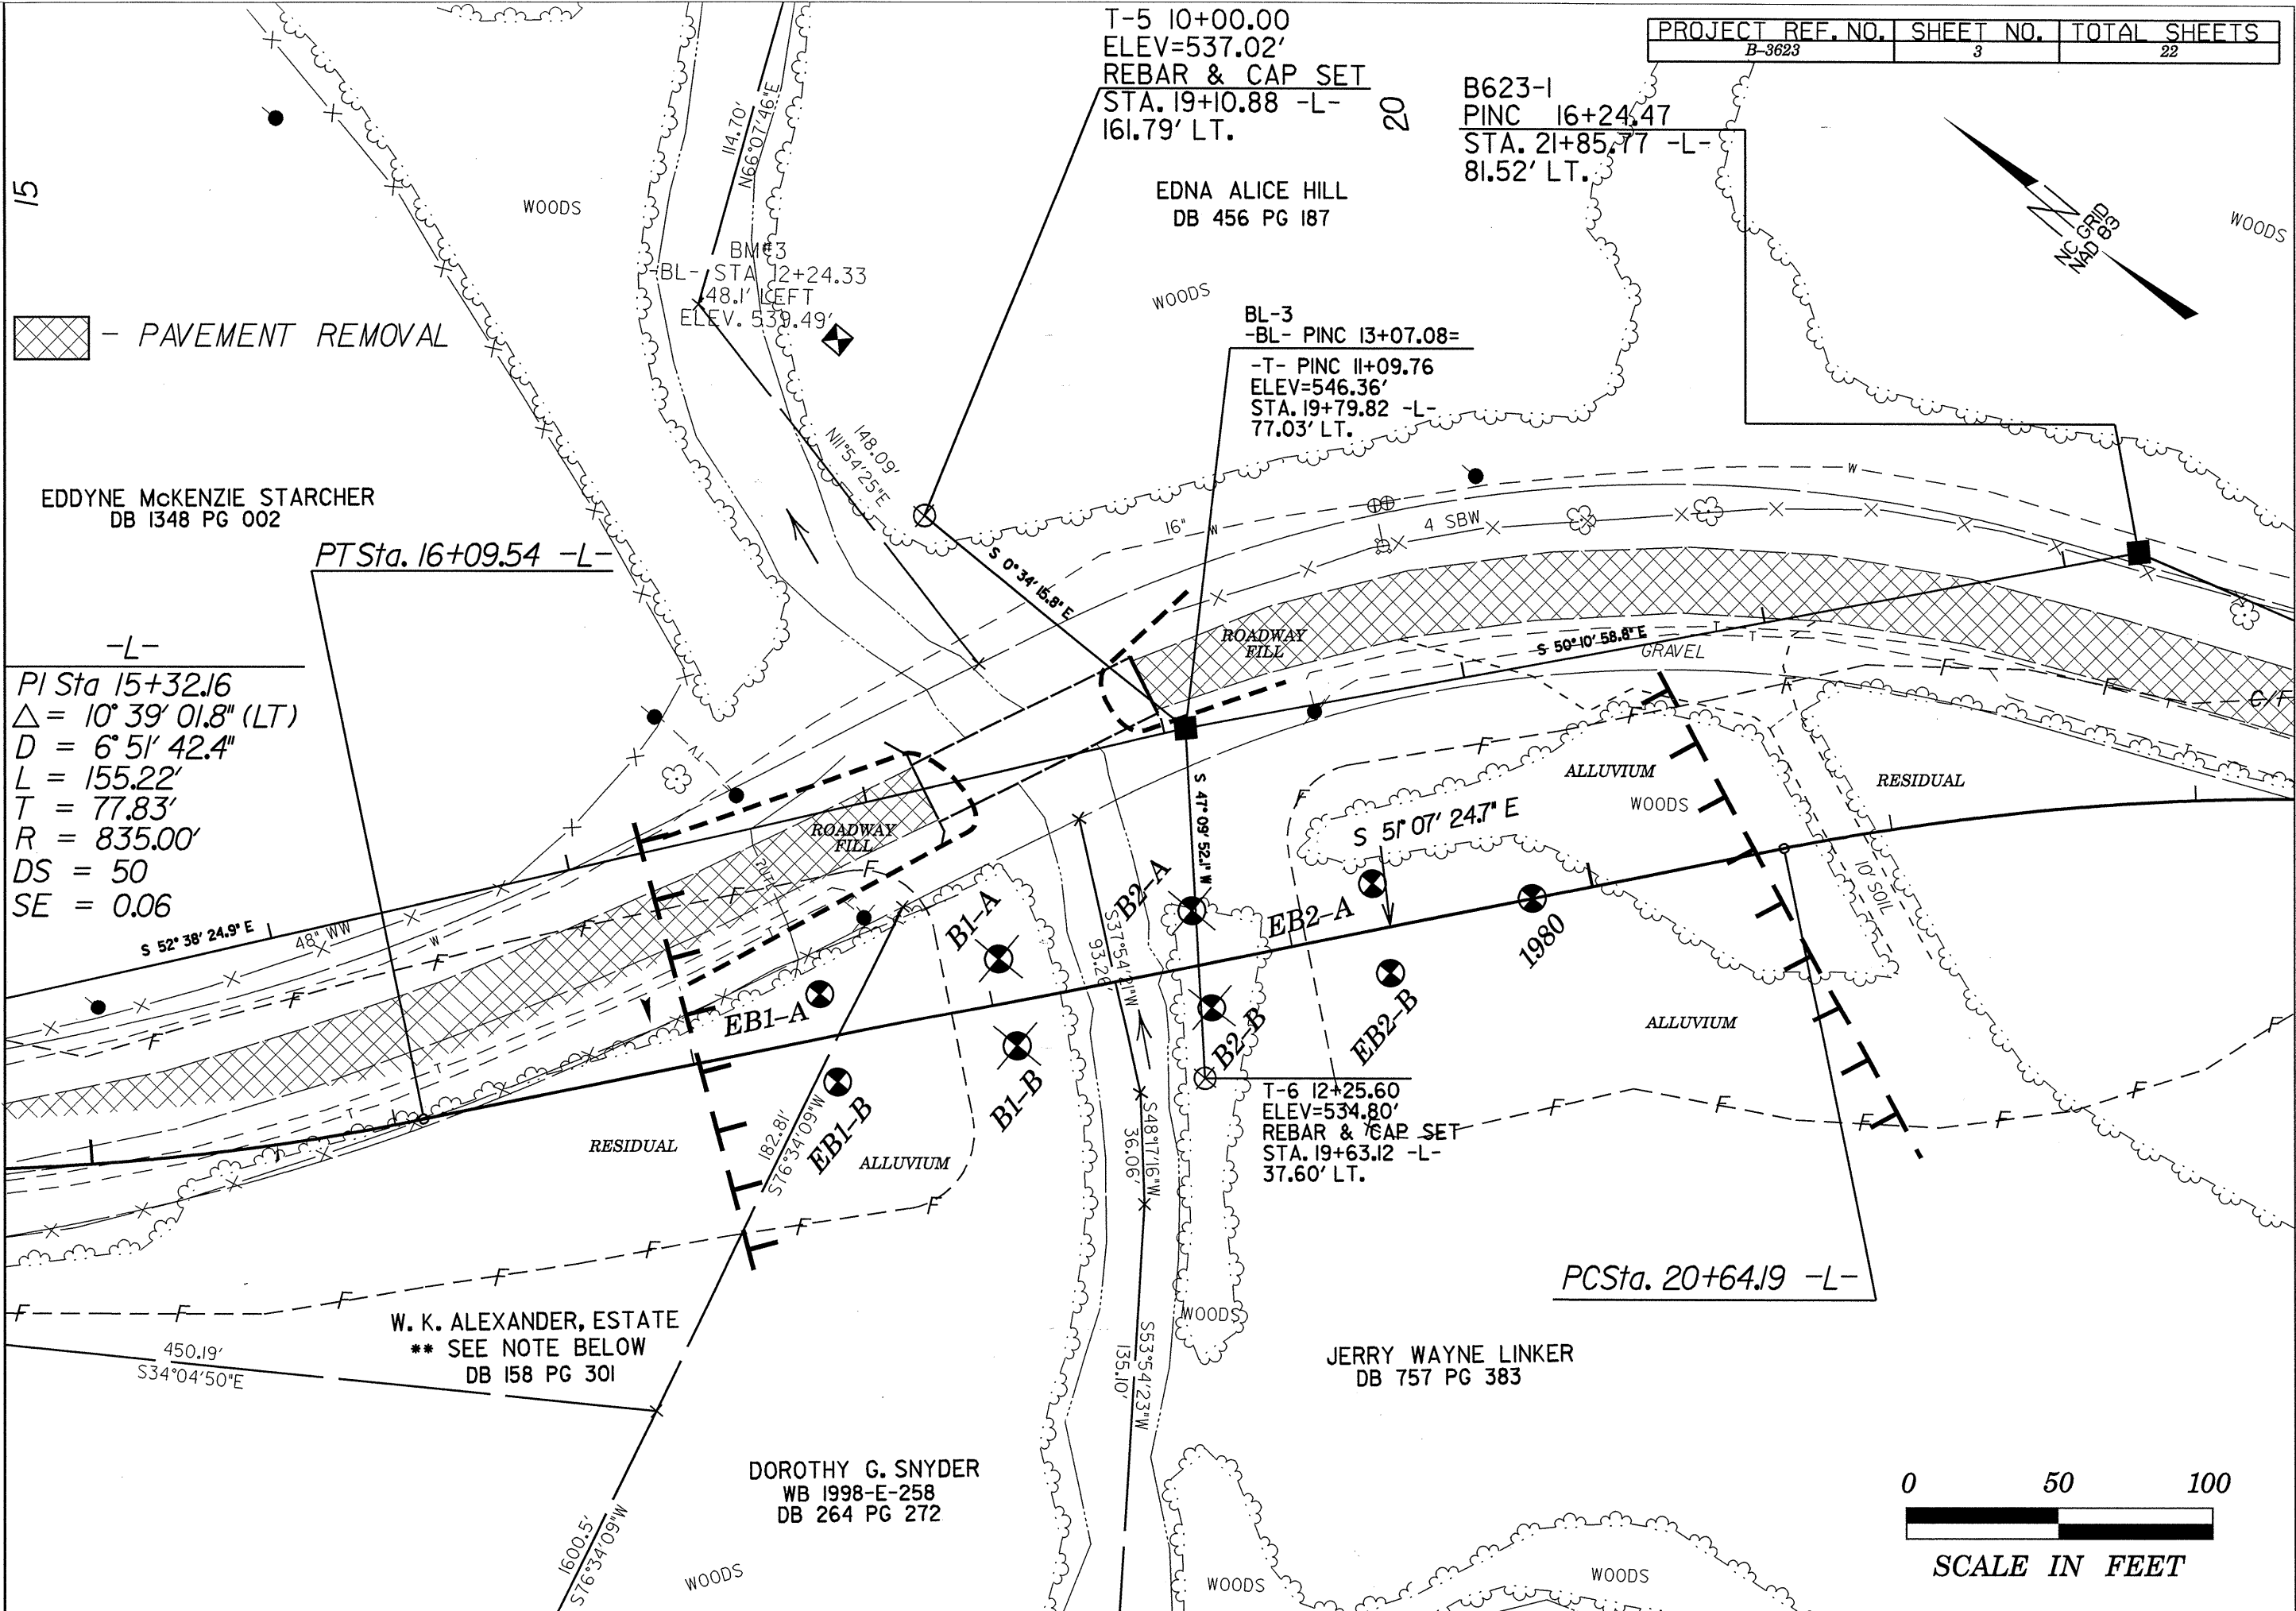 T-5 10+00.00
ELEV=537.02'
REBAR & CAP SET
STA. 19+10.88 -L-
161.79' LT.
20
PROJECT REF. NO. SHEET NO. TOTAL SHEETS
B-3623 3 22
B623-1
PINC 16+24.47
STA. 21+85.77 -L-
81.52' LT.
15
114.70'
N66°07'46"E
WOODS
EDNA ALICE HILL
DB 456 PG 187
NC GRID
NAD 83
WOODS
BM#3
-BL- STA 12+24.33
48.1' LEFT
ELEV. 539.49'
WOODS
- PAVEMENT REMOVAL
BL-3
-BL- PINC 13+07.08=
-T- PINC 11+09.76
ELEV=546.36'
STA. 19+79.82 -L-
77.03' LT.
148.09'
N11°54'25"E
EDDYNE McKENZIE STARCHER
DB 1348 PG 002
PT Sta. 16+09.54 -L-
16" W
4 SBW
W
S 0°34'15.8" E
ROADWAY
FILL
S 50°10'58.8" E
GRAVEL
-L-
PI Sta 15+32.16
△ = 10° 39' 01.8" (LT)
D = 6° 51' 42.4"
L = 155.22'
T = 77.83'
R = 835.00'
DS = 50
SE = 0.06
S 47°09'52.1" W
ALLUVIUM
WOODS
RESIDUAL
C/F
S 51°07' 24.7" E
10' SOIL
ROADWAY
FILL
S 52°38'24.9" E
48" WW
B1-A
B2-A
EB2-A
1980
S37°54'21"W
93.26'
EB1-A
B2-B
EB2-B
ALLUVIUM
B1-B
EB1-B
182.81'
S76°34'09"W
RESIDUAL
ALLUVIUM
S48°17'16"W
36.06'
T-6 12+25.60
ELEV=534.80'
REBAR & CAP SET
STA. 19+63.12 -L-
37.60' LT.
PCSta. 20+64.19 -L-
W. K. ALEXANDER, ESTATE
** SEE NOTE BELOW
DB 158 PG 301
450.19'
S34°04'50"E
WOODS
S53°54'23"W
135.10'
JERRY WAYNE LINKER
DB 757 PG 383
DOROTHY G. SNYDER
WB 1998-E-258
DB 264 PG 272
1600.5'
S76°34'09"W
WOODS
WOODS
WOODS
0 50 100
SCALE IN FEET